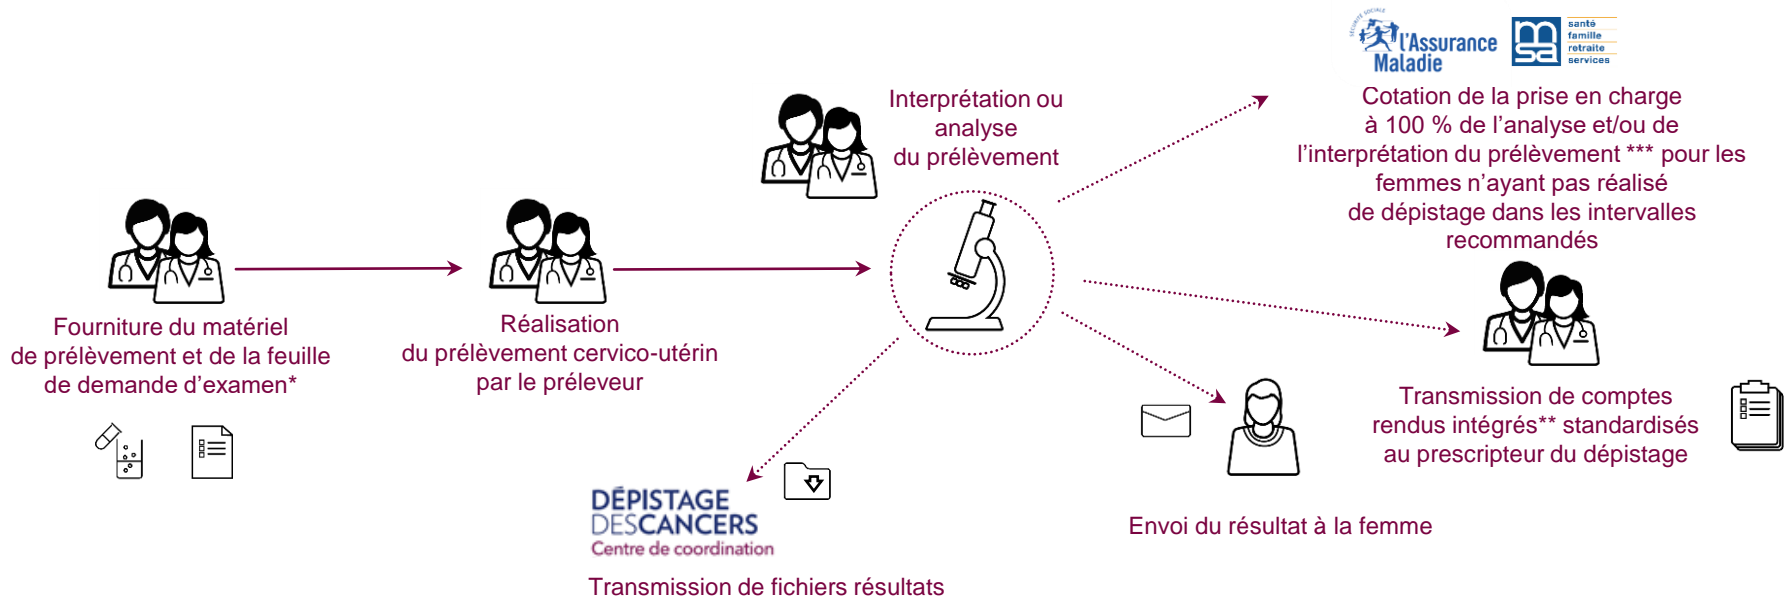 Fourniture du matériel
de prélèvement et de la feuille
de demande d'examen*
Réalisation
du prélèvement cervico-utérin
par le préleveur
Interprétation ou
analyse
du prélèvement
SÉCURITÉ SOCIALE
l'Assurance
Maladie
msa
santé
famille
retraite
services
Cotation de la prise en charge
à 100 % de l'analyse et/ou de
l'interprétation du prélèvement *** pour les
femmes n'ayant pas réalisé
de dépistage dans les intervalles
recommandés
Transmission de comptes
rendus intégrés** standardisés
au prescripteur du dépistage
Envoi du résultat à la femme
DÉPISTAGE
DESCANCERS
Centre de coordination
Transmission de fichiers résultats